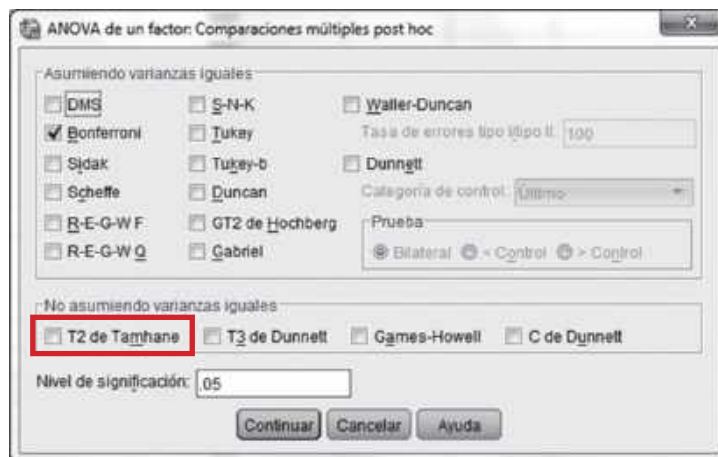 ANOVA de un factor: Comparaciones múltiples post hoc
Asumiendo varianzas iguales
DMS S-N-K Waller-Duncan
Bonferroni Tukey Tasa de errores tipo I/tipo II: 100
Sidak Tukey-b Dunnett
Scheffe Duncan Categoría de control: Último
R-E-G-W F GT2 de Hochberg Prueba
R-E-G-W Q Gabriel Bilateral < Control > Control
No asumiendo varianzas iguales
T2 de Tamhane T3 de Dunnett Games-Howell C de Dunnett
Nivel de significación: ,05
Continuar Cancelar Ayuda